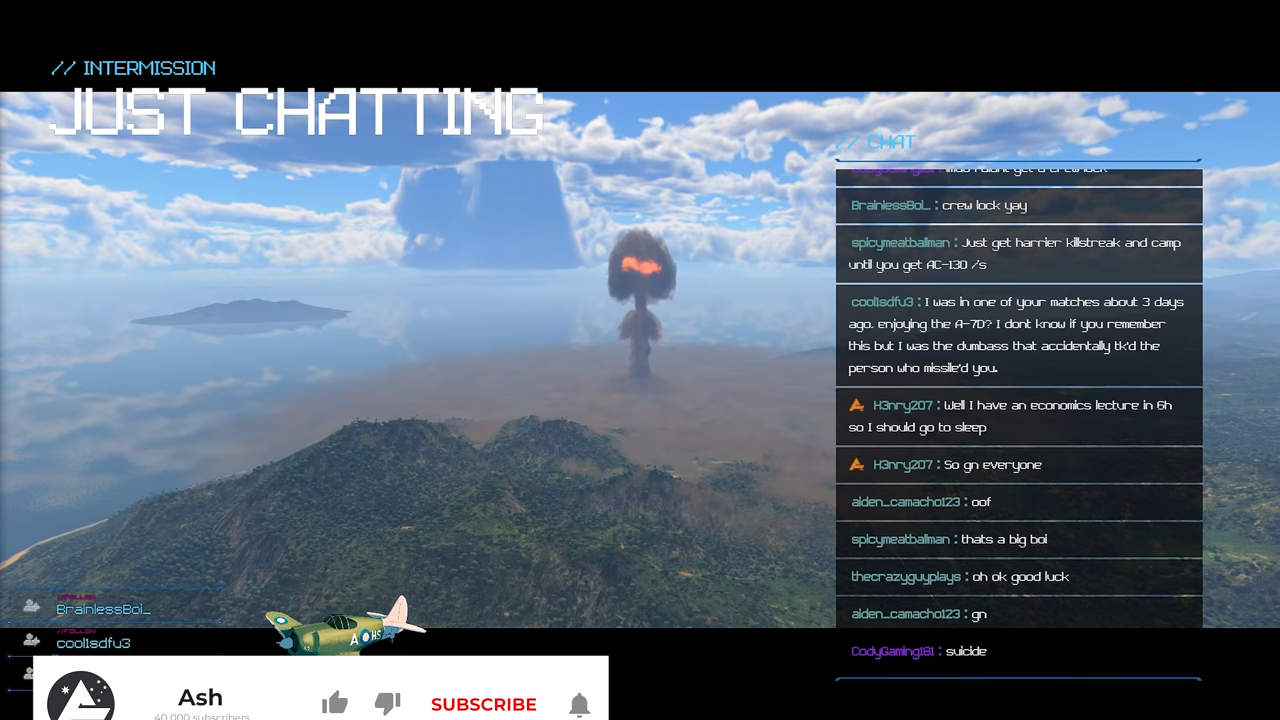 // INTERMISSION
JUST CHATTING
// CHAT
BrainlessBoi_ : crew lock yay
spicymeatballman : Just get harrier killstreak and camp
until you get AC-130 /s
cool1sdfu3 : I was in one of your matches about 3 days
ago. enjoying the A-7D? I dont know if you remember
this but I was the dumbass that accidentally tk'd the
person who missile'd you.
H3nry207 : Well I have an economics lecture in 6h
so I should go to sleep
H3nry207 : So gn everyone
alden_camacho123 : oof
spicymeatballman : thats a big boi
thecrazyguyplays : oh ok good luck
alden_camacho123 : gn
CodyGaming181 : suicide
//FOLLOW
BrainlessBoi_
//FOLLOW
cool1sdfu3
A HS
Ash
40 000 subscribers
SUBSCRIBE